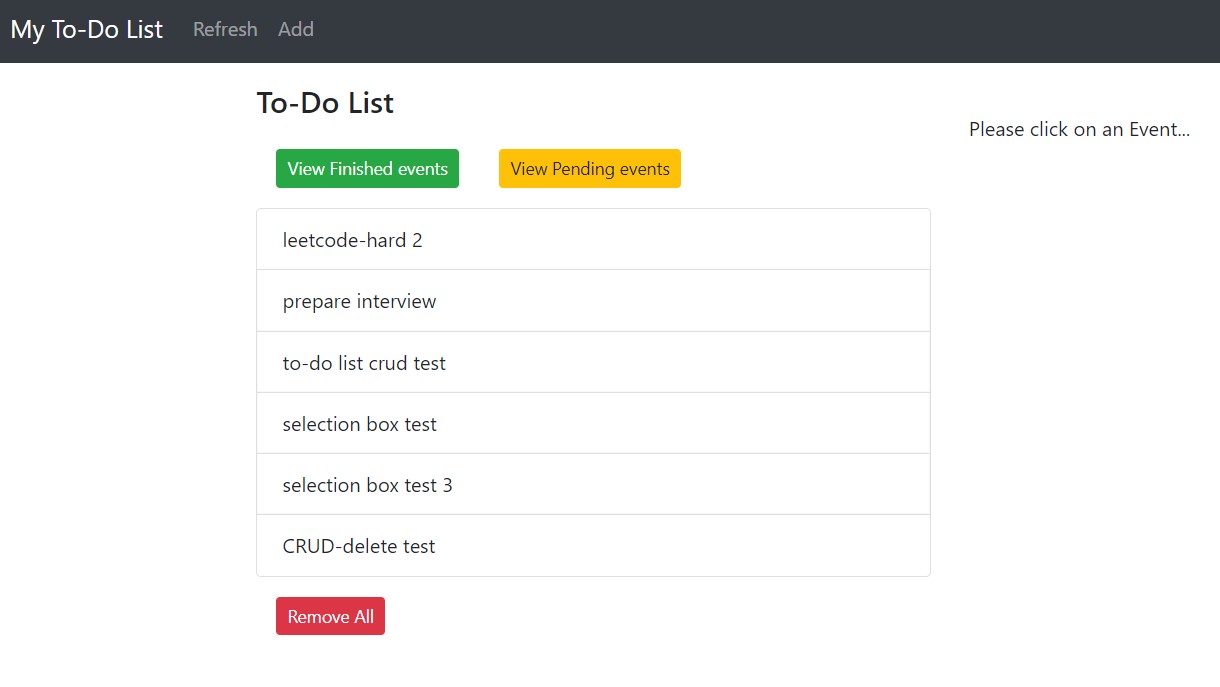 My To-Do List Refresh Add
To-Do List
Please click on an Event...
View Finished events View Pending events
leetcode-hard 2
prepare interview
to-do list crud test
selection box test
selection box test 3
CRUD-delete test
Remove All